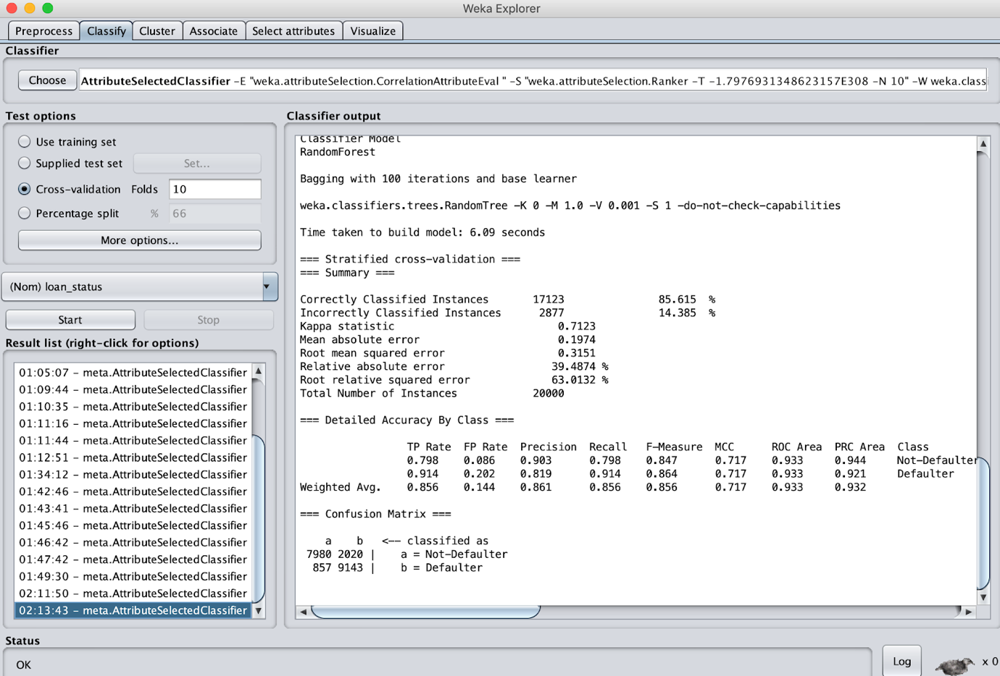 Weka Explorer
Preprocess Classify Cluster Associate Select attributes Visualize
Classifier
Choose AttributeSelectedClassifier -E "weka.attributeSelection.CorrelationAttributeEval " -S "weka.attributeSelection.Ranker -T -1.7976931348623157E308 -N 10" -W weka.classi
Test options
Use training set
Supplied test set Set...
Cross-validation Folds 10
Percentage split % 66
More options...
(Nom) loan_status
Start Stop
Result list (right-click for options)
01:05:07 - meta.AttributeSelectedClassifier
01:09:44 - meta.AttributeSelectedClassifier
01:10:35 - meta.AttributeSelectedClassifier
01:11:16 - meta.AttributeSelectedClassifier
01:11:44 - meta.AttributeSelectedClassifier
01:12:51 - meta.AttributeSelectedClassifier
01:34:12 - meta.AttributeSelectedClassifier
01:42:46 - meta.AttributeSelectedClassifier
01:43:41 - meta.AttributeSelectedClassifier
01:45:46 - meta.AttributeSelectedClassifier
01:46:42 - meta.AttributeSelectedClassifier
01:47:42 - meta.AttributeSelectedClassifier
01:49:30 - meta.AttributeSelectedClassifier
02:11:50 - meta.AttributeSelectedClassifier
02:13:43 - meta.AttributeSelectedClassifier
Classifier output
Classifier Model
RandomForest
Bagging with 100 iterations and base learner
weka.classifiers.trees.RandomTree -K 0 -M 1.0 -V 0.001 -S 1 -do-not-check-capabilities
Time taken to build model: 6.09 seconds
=== Stratified cross-validation ===
=== Summary ===
Correctly Classified Instances 17123 85.615 %
Incorrectly Classified Instances 2877 14.385 %
Kappa statistic 0.7123
Mean absolute error 0.1974
Root mean squared error 0.3151
Relative absolute error 39.4874 %
Root relative squared error 63.0132 %
Total Number of Instances 20000
=== Detailed Accuracy By Class ===
TP Rate FP Rate Precision Recall F-Measure MCC ROC Area PRC Area Class
0.798 0.086 0.903 0.798 0.847 0.717 0.933 0.944 Not-Defaulter
0.914 0.202 0.819 0.914 0.864 0.717 0.933 0.921 Defaulter
Weighted Avg. 0.856 0.144 0.861 0.856 0.856 0.717 0.933 0.932
=== Confusion Matrix ===
a b <-- classified as
7980 2020 | a = Not-Defaulter
857 9143 | b = Defaulter
Status
OK
Log x 0